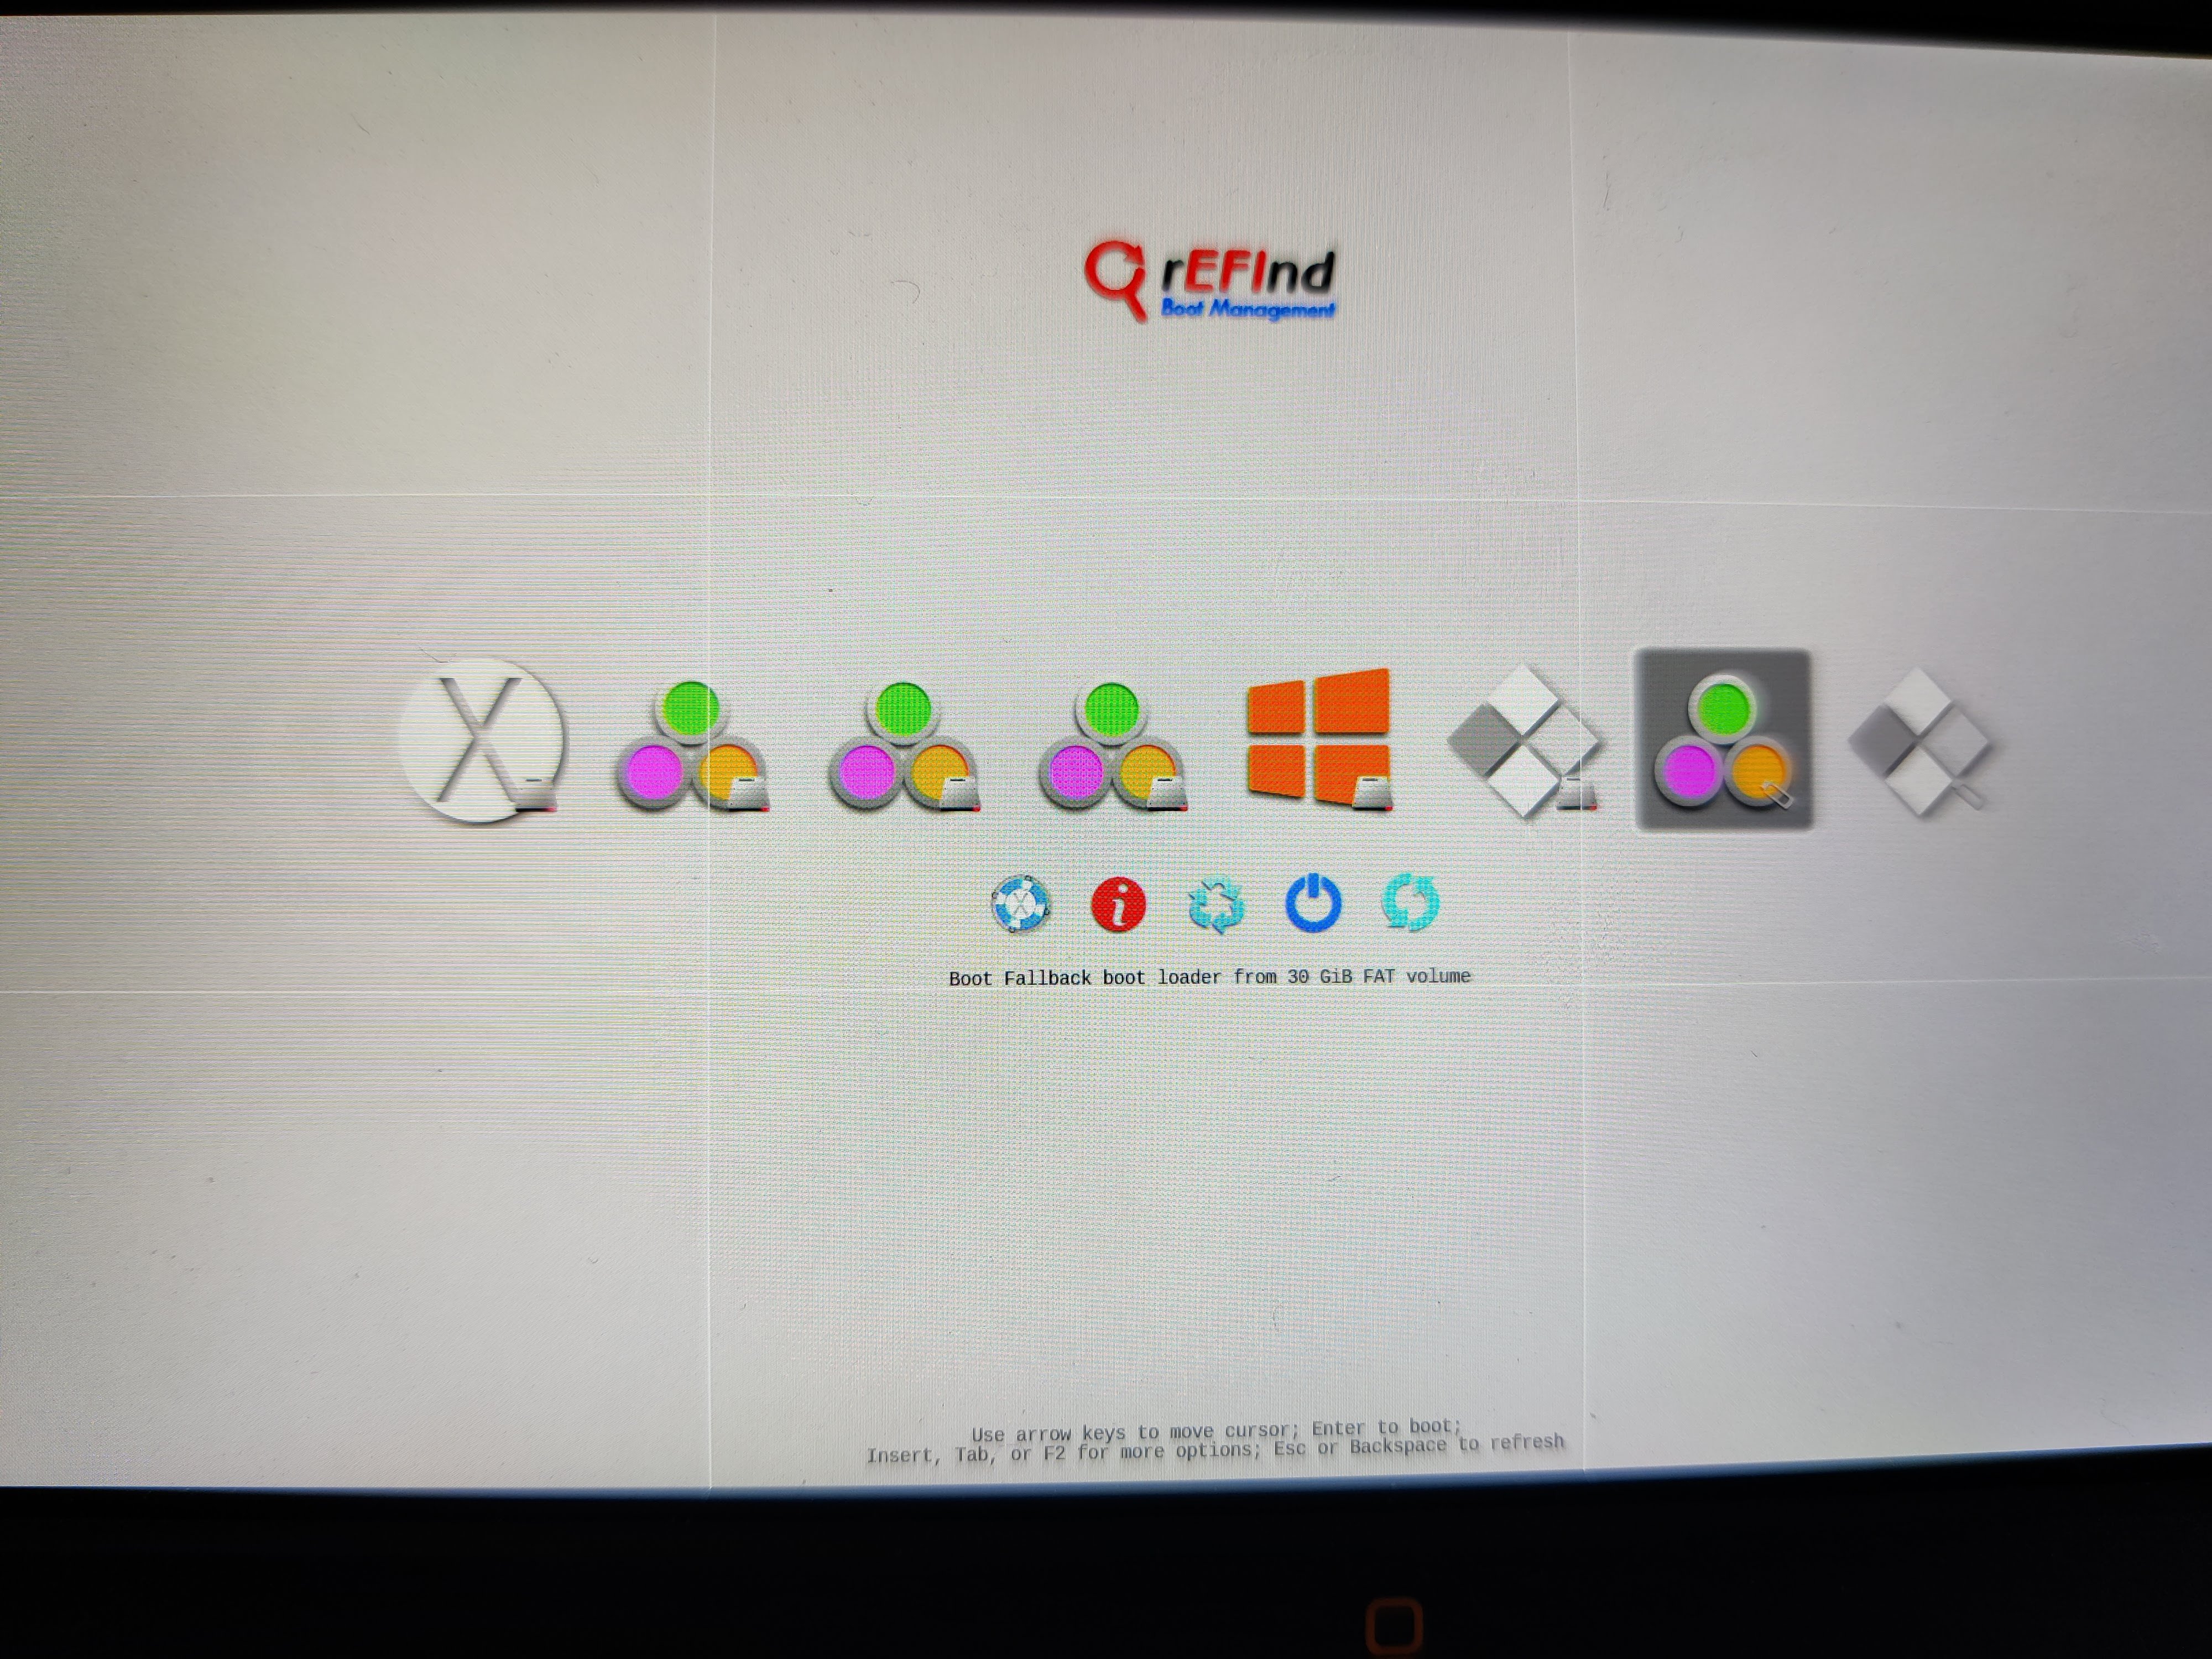 rEFInd
Boot Management
Boot Fallback boot loader from 30 GiB FAT volume
Use arrow keys to move cursor; Enter to boot;
Insert, Tab, or F2 for more options; Esc or Backspace to refresh